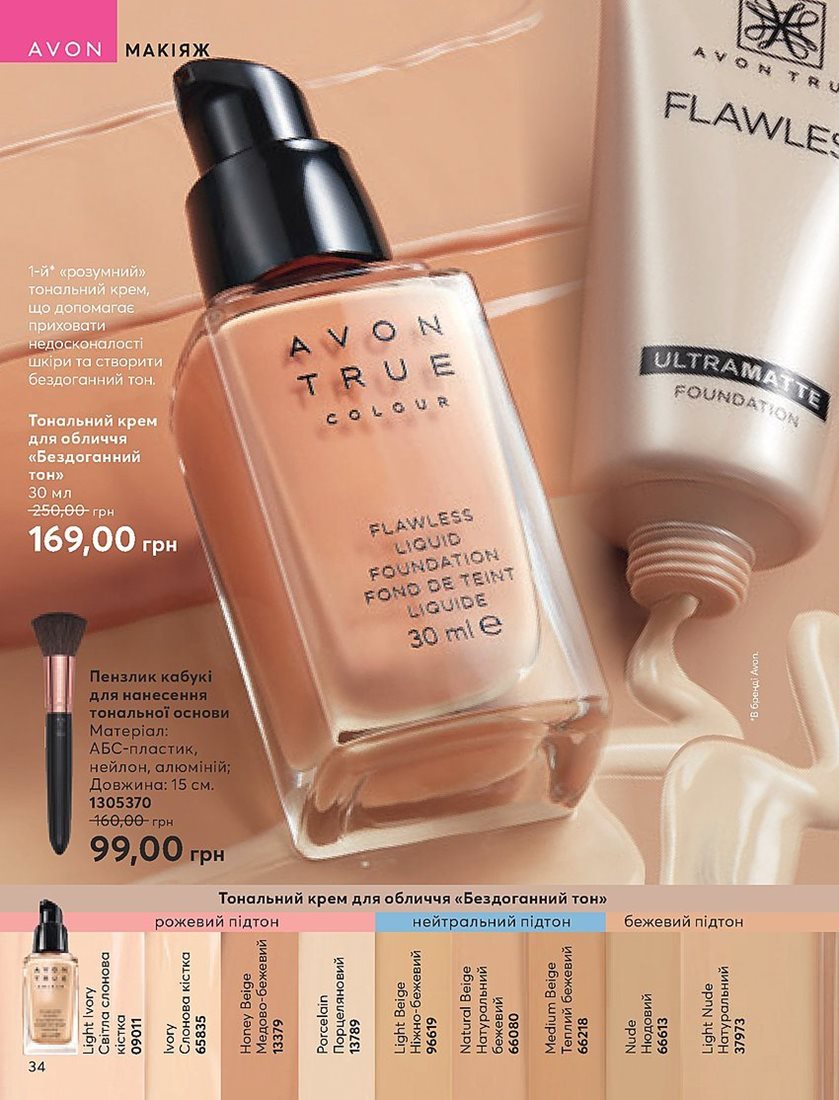 AVON МАКІЯЖ
AVON TRU
FLAWLES
ULTRAMATTE
FOUNDATION
1-й* «розумний»
тональний крем,
що допомагає
приховати
недосконалості
шкіри та створити
бездоганний тон.
Тональний крем
для обличчя
«Бездоганний
тон»
30 мл
250,00 грн
169,00 грн
AVON
TRUE
COLOUR
FLAWLESS
LIQUID
FOUNDATION
FOND DE TEINT
LIQUIDE
30 ml e
Пензлик кабукі
для нанесення
тональної основи
Матеріал:
АБС-пластик,
нейлон, алюміній;
Довжина: 15 см.
1305370
160,00 грн
99,00 грн
*В бренді Avon.
Тональний крем для обличчя «Бездоганний тон»
рожевий підтон
нейтральний підтон
бежевий підтон
AVON
TRUE
Light Ivory
Світла слонова
кістка
09011
Ivory
Слонова кістка
65835
Honey Beige
Медово-бежевий
13379
Porcelain
Порцеляновий
13789
Light Beige
Ніжно-бежевий
96619
Natural Beige
Натуральний
бежевий
66080
Medium Beige
Теплий бежевий
66218
Nude
Нюдовий
66613
Light Nude
Натуральний
37973
34